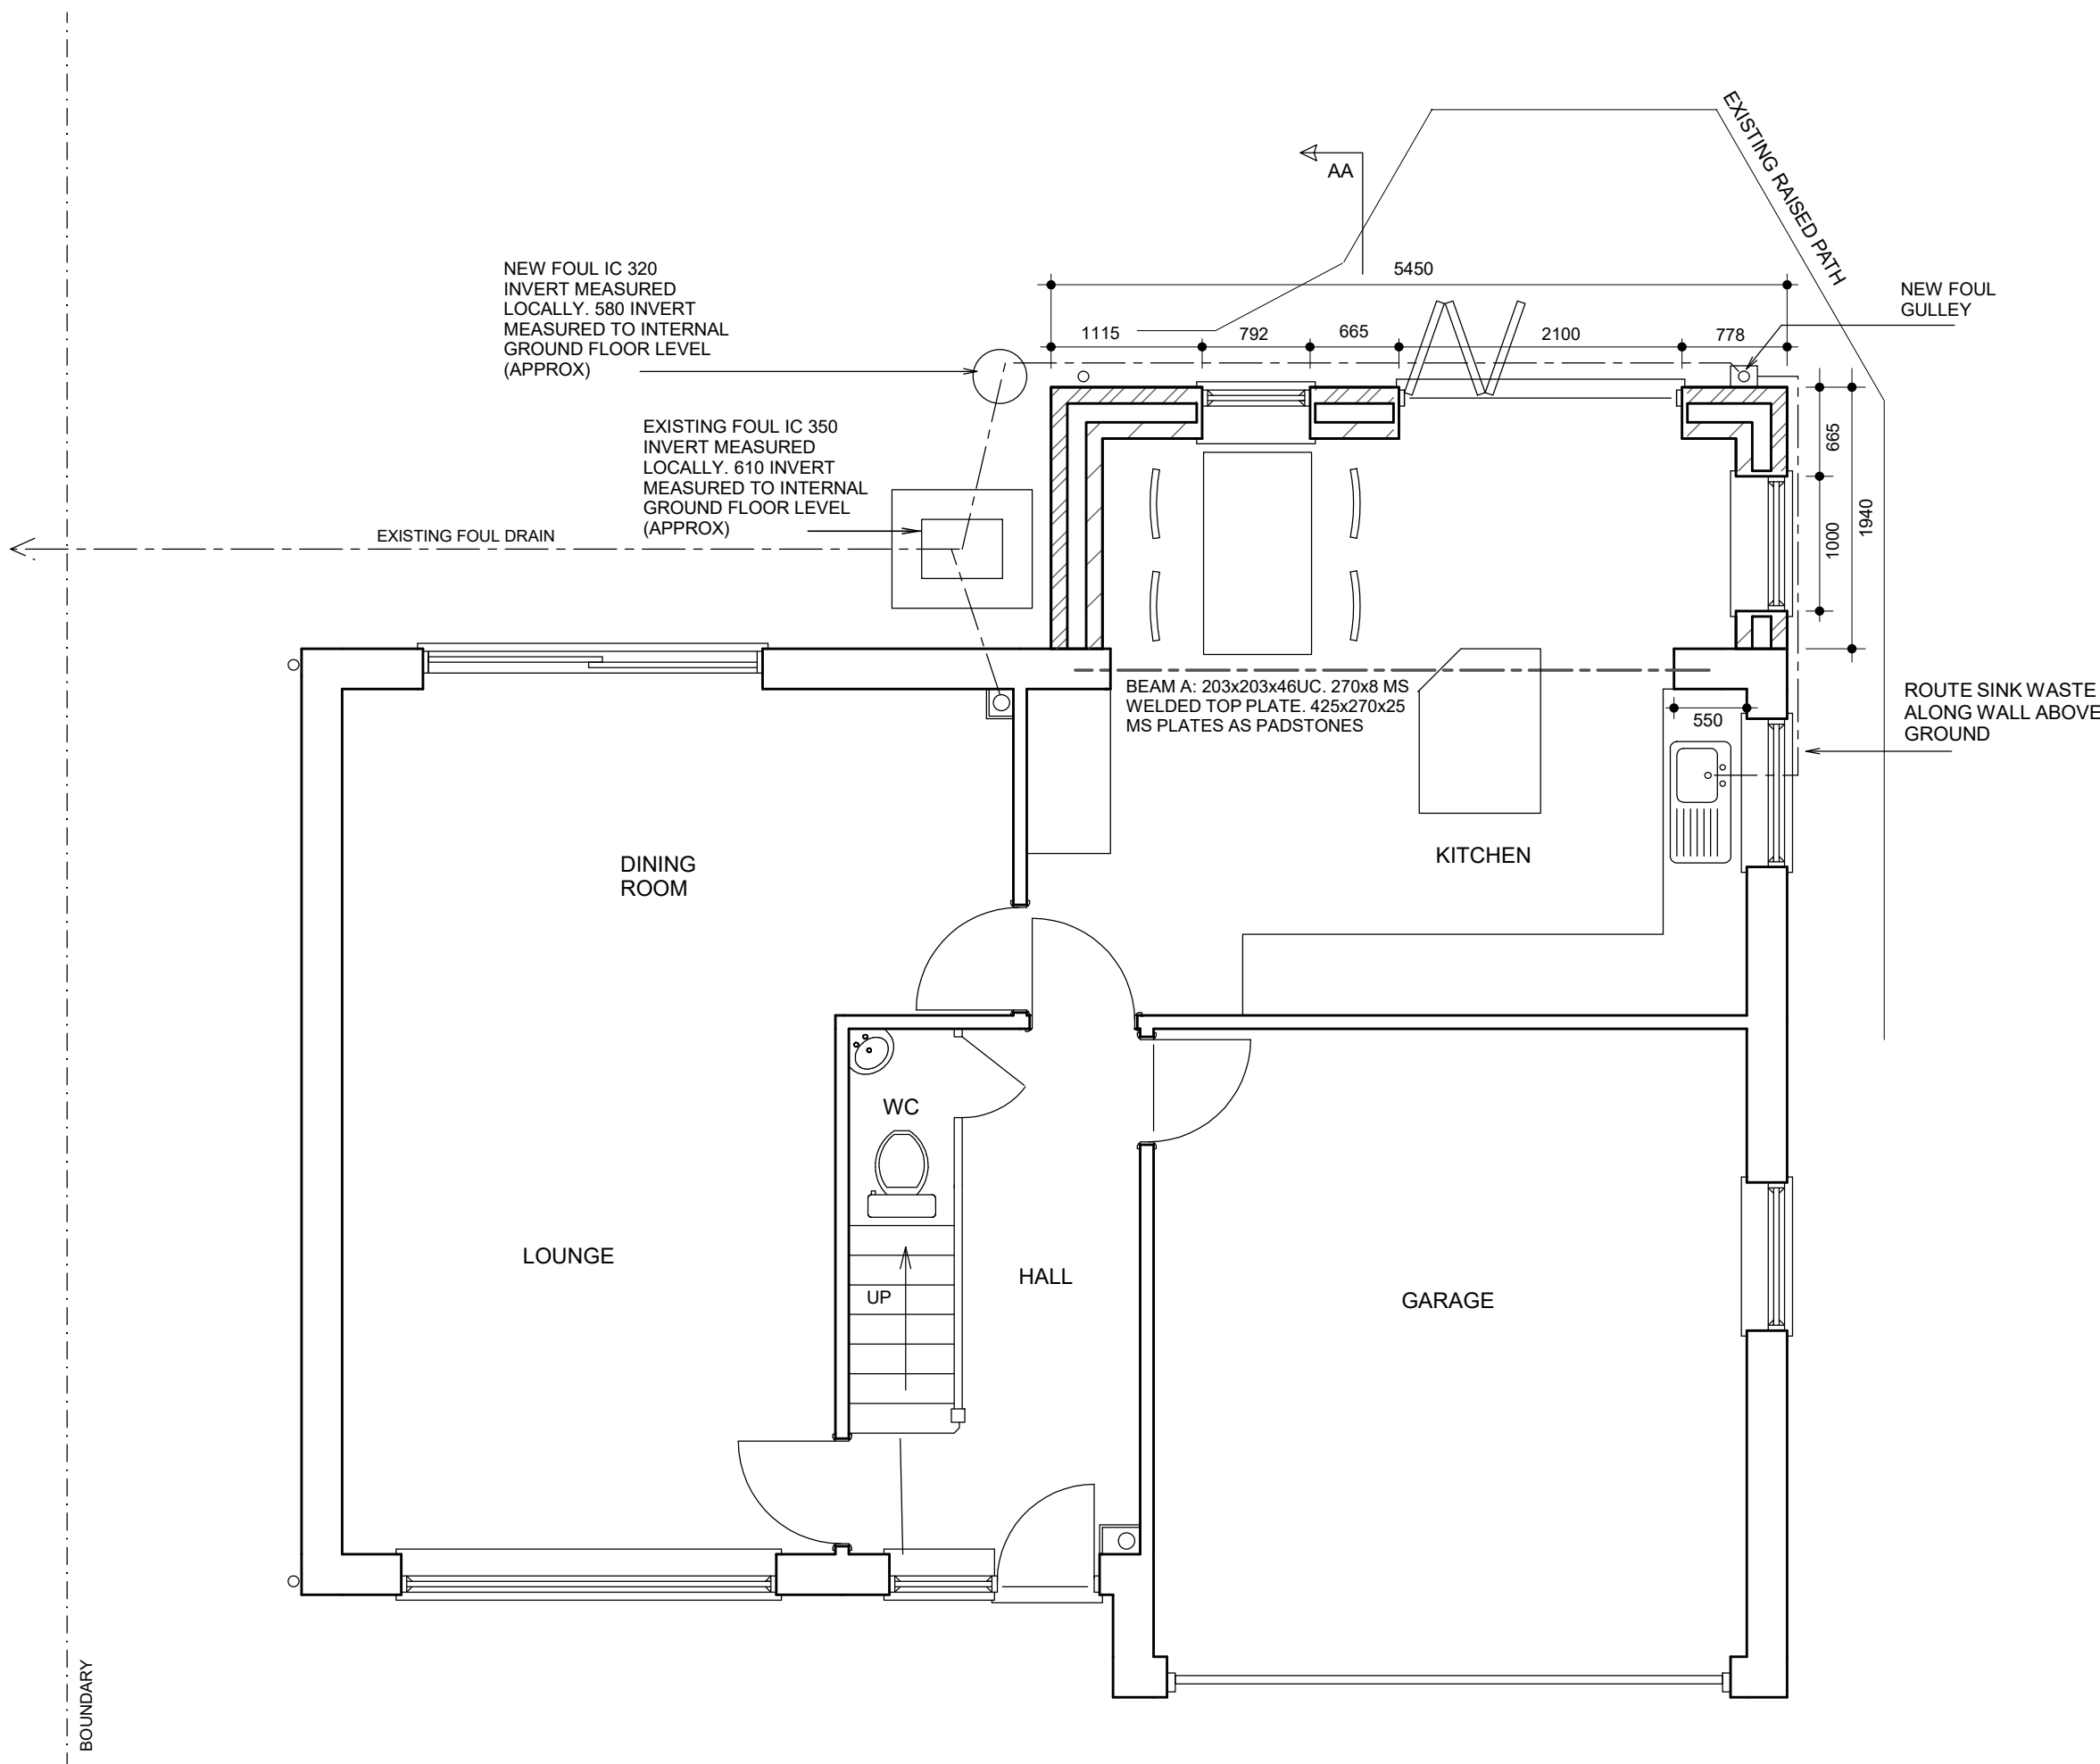 EXISTING RAISED PATH
AA
NEW FOUL IC 320
INVERT MEASURED
LOCALLY. 580 INVERT
MEASURED TO INTERNAL
GROUND FLOOR LEVEL
(APPROX)
5450
NEW FOUL
GULLEY
1115
792
665
2100
778
EXISTING FOUL IC 350
INVERT MEASURED
LOCALLY. 610 INVERT
MEASURED TO INTERNAL
GROUND FLOOR LEVEL
(APPROX)
665
1000
1940
EXISTING FOUL DRAIN
BEAM A: 203x203x46UC. 270x8 MS
WELDED TOP PLATE. 425x270x25
MS PLATES AS PADSTONES
550
ROUTE SINK WASTE
ALONG WALL ABOVE
GROUND
DINING
ROOM
KITCHEN
WC
LOUNGE
HALL
UP
GARAGE
BOUNDARY